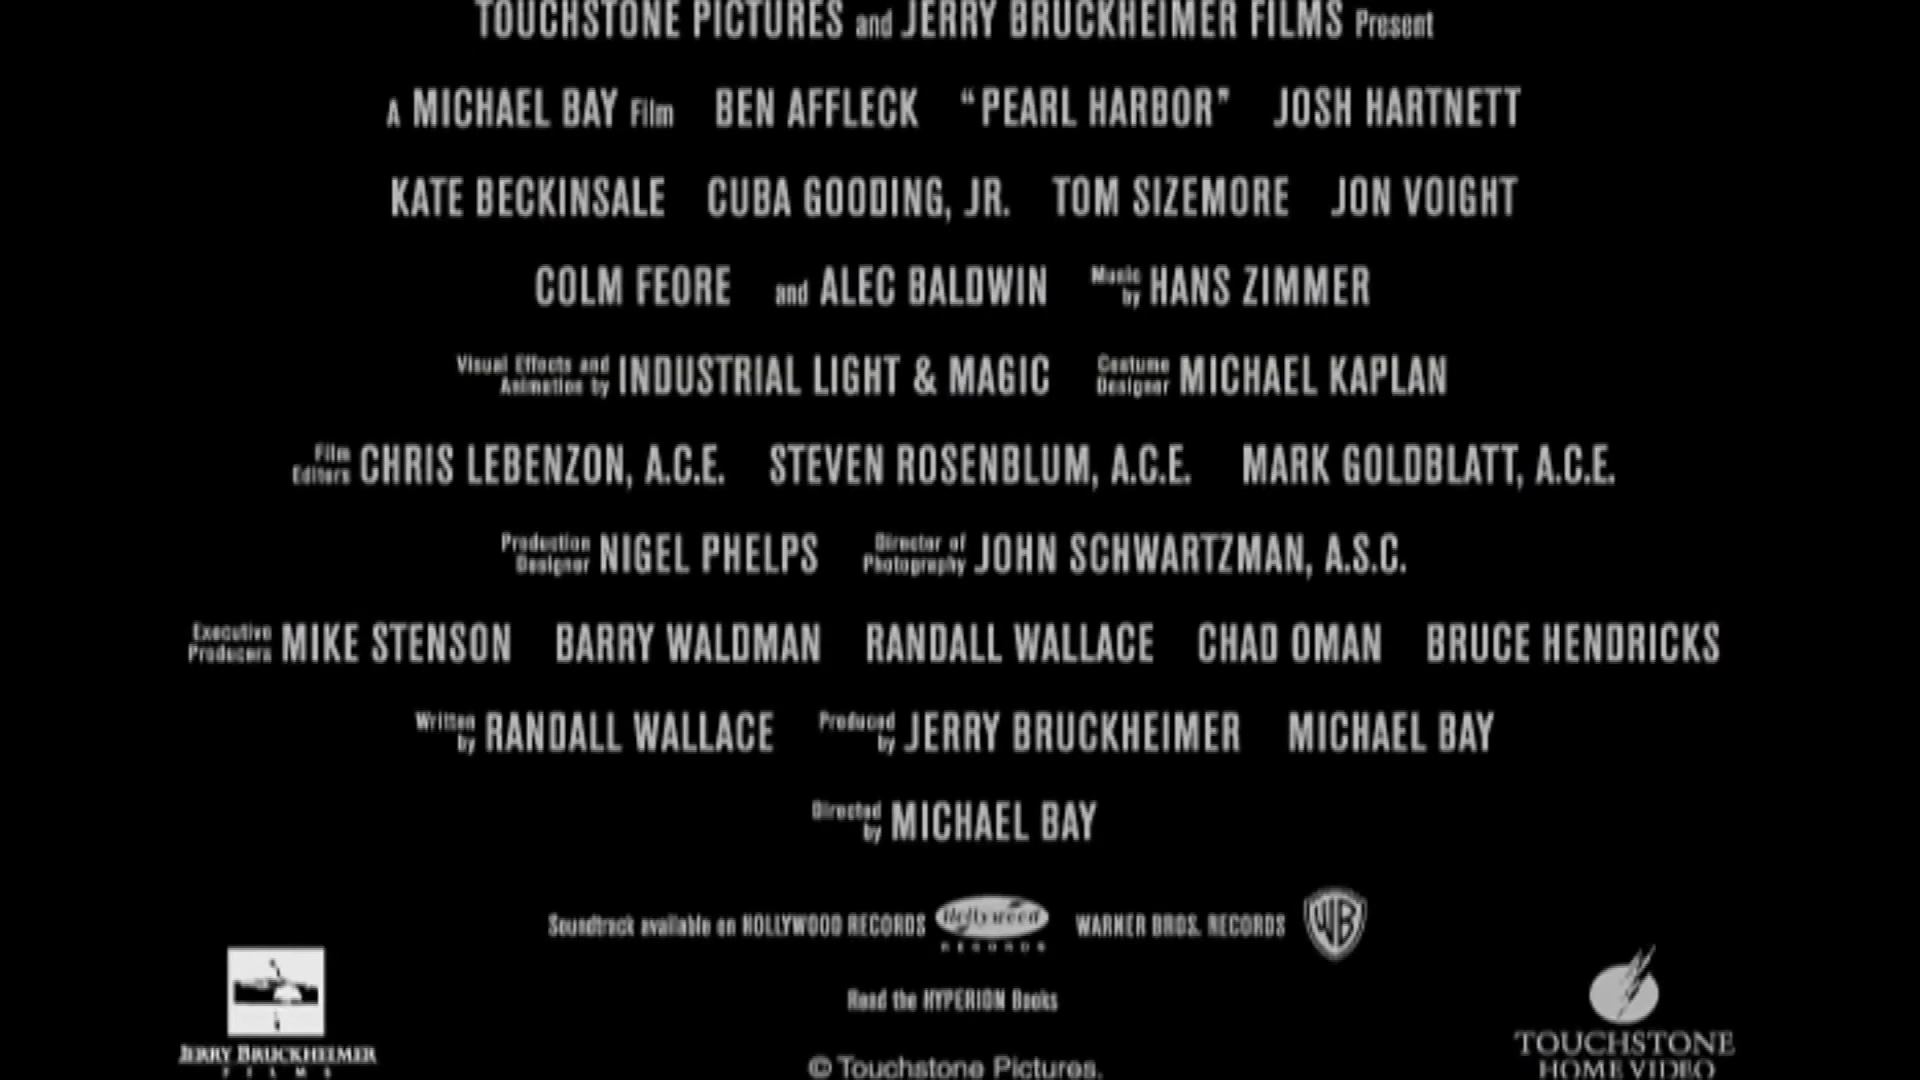 TOUCHSTONE PICTURES and JERRY BRUCKHEIMER FILMS Present
A MICHAEL BAY Film BEN AFFLECK “PEARL HARBOR” JOSH HARTNETT
KATE BECKINSALE CUBA GOODING, JR. TOM SIZEMORE JON VOIGHT
COLM FEORE and ALEC BALDWIN Music by HANS ZIMMER
Visual Effects and Animation by INDUSTRIAL LIGHT & MAGIC Costume Designer MICHAEL KAPLAN
Film Editors CHRIS LEBENZON, A.C.E. STEVEN ROSENBLUM, A.C.E. MARK GOLDBLATT, A.C.E.
Production Designer NIGEL PHELPS Director of Photography JOHN SCHWARTZMAN, A.S.C.
Executive Producers MIKE STENSON BARRY WALDMAN RANDALL WALLACE CHAD OMAN BRUCE HENDRICKS
Written by RANDALL WALLACE Produced by JERRY BRUCKHEIMER MICHAEL BAY
Directed by MICHAEL BAY
Soundtrack available on HOLLYWOOD RECORDS Hollywood RECORDS WARNER BROS. RECORDS WB
Read the HYPERION Books
JERRY BRUCKHEIMER
FILMS
© Touchstone Pictures.
TOUCHSTONE
HOME VIDEO